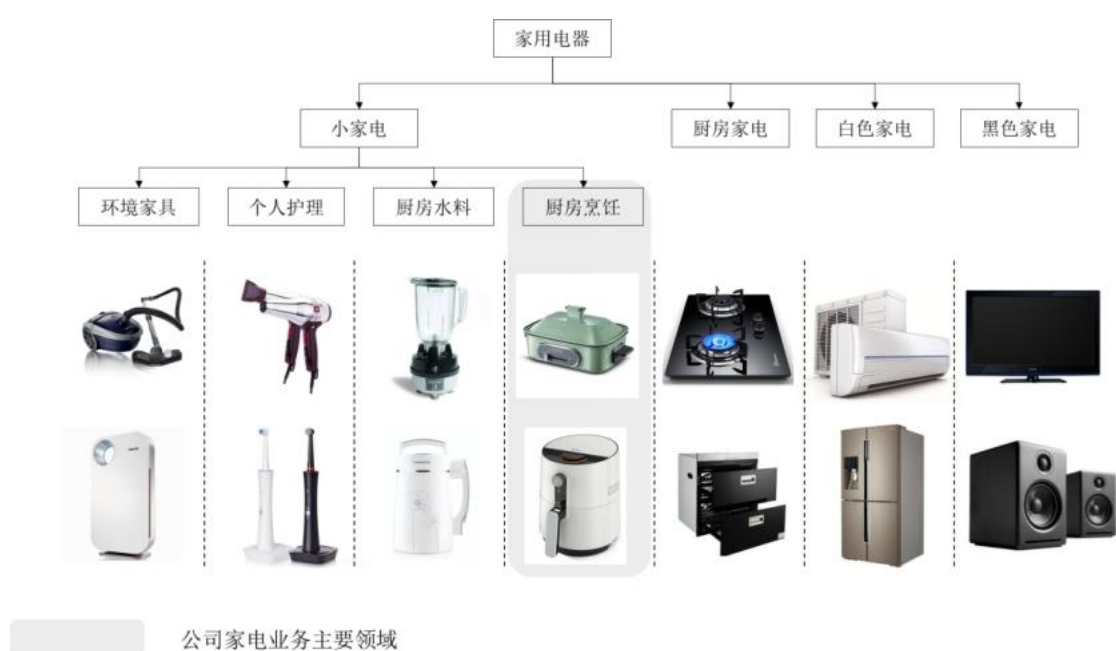 家用电器
小家电
厨房家电
白色家电
黑色家电
环境家具
个人护理
厨房水料
厨房烹饪
公司家电业务主要领域